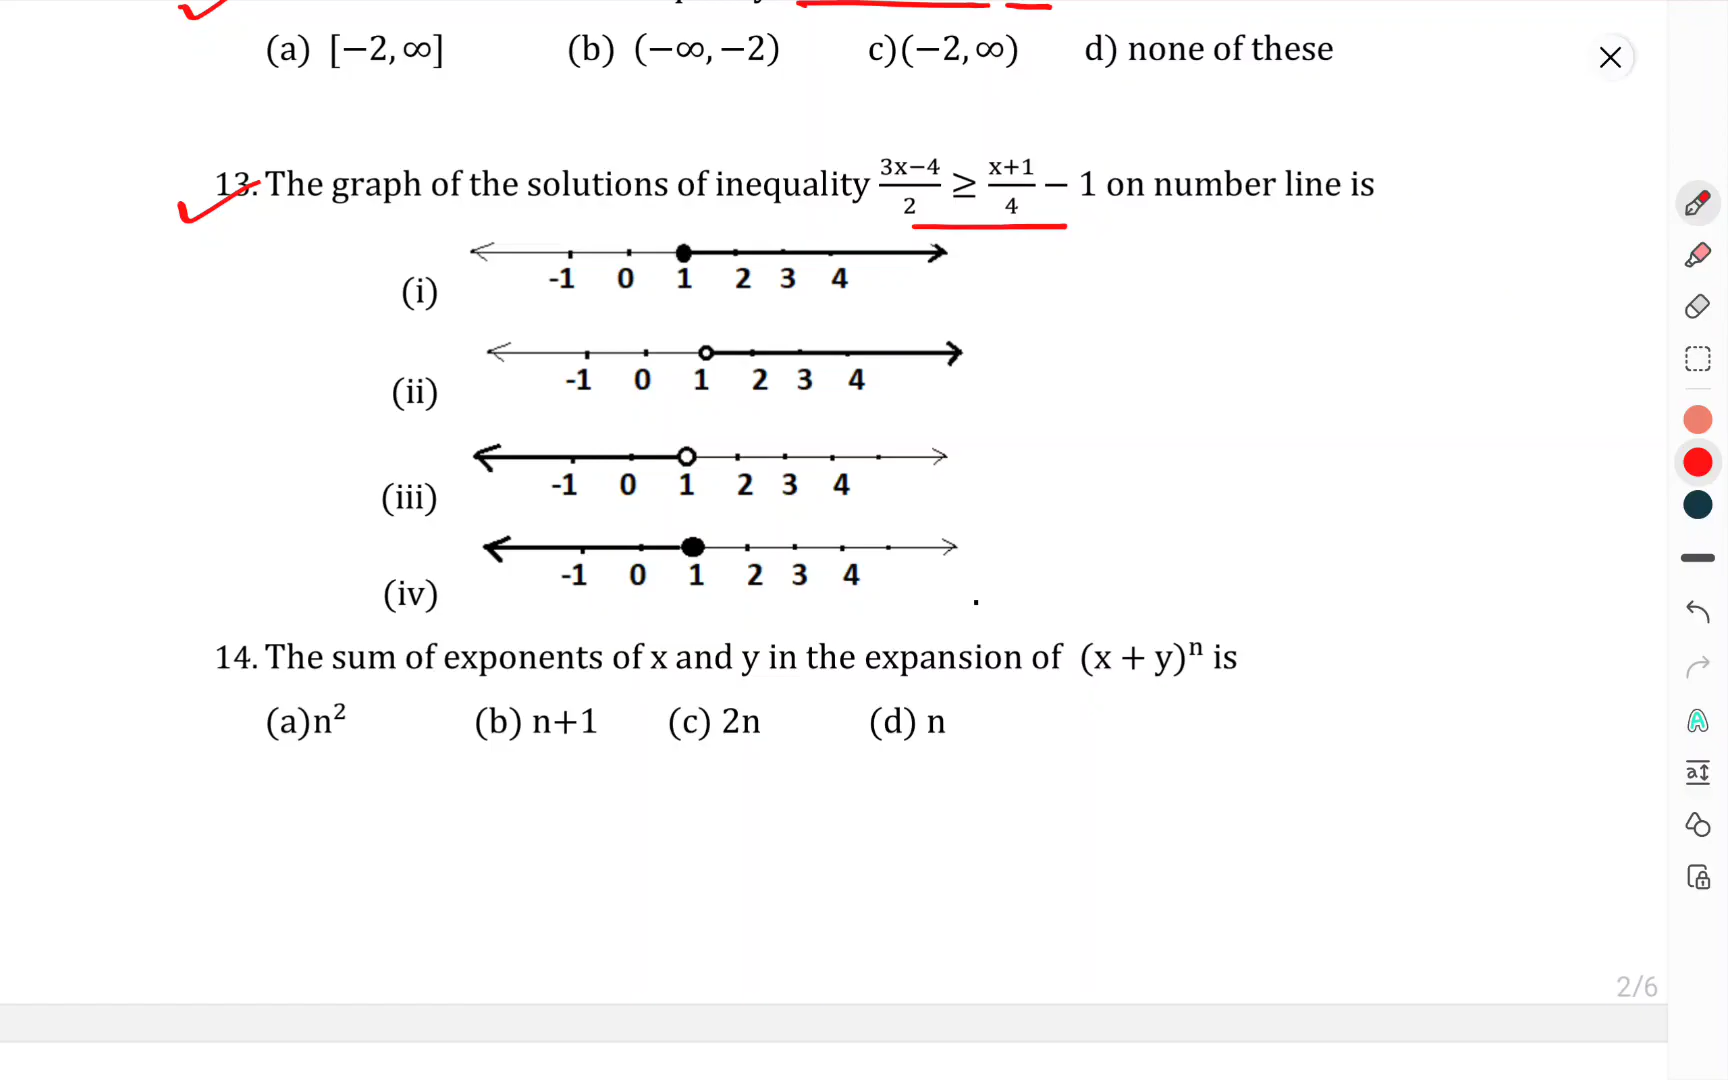 (a) [−2, ∞] (b) (−∞, −2) c)(−2, ∞) d) none of these
13. The graph of the solutions of inequality \frac{3x−4}{2} ≥ \frac{x+1}{4} − 1 on number line is
-1 0 1 2 3 4
(i)
-1 0 1 2 3 4
(ii)
-1 0 1 2 3 4
(iii)
-1 0 1 2 3 4
(iv) .
14. The sum of exponents of x and y in the expansion of (x + y)ⁿ is
(a)n² (b) n+1 (c) 2n (d) n
2/6